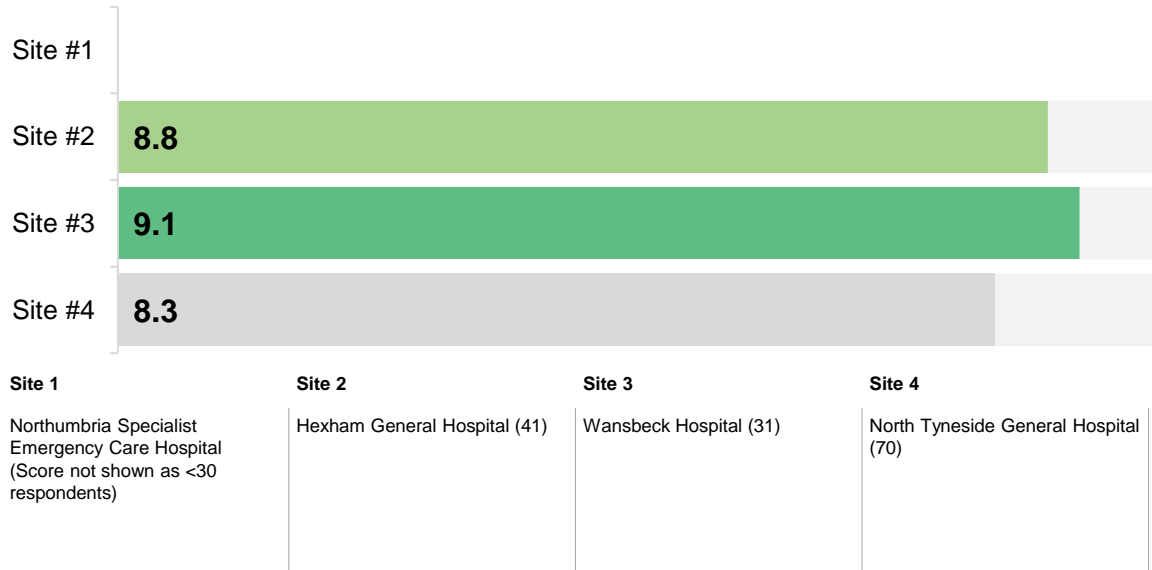 Site #1
Site #2
8.8
Site #3
9.1
Site #4
8.3
Site 1
Northumbria Specialist
Emergency Care Hospital
(Score not shown as <30
respondents)
Site 2
Hexham General Hospital (41)
Site 3
Wansbeck Hospital (31)
Site 4
North Tyneside General Hospital
(70)